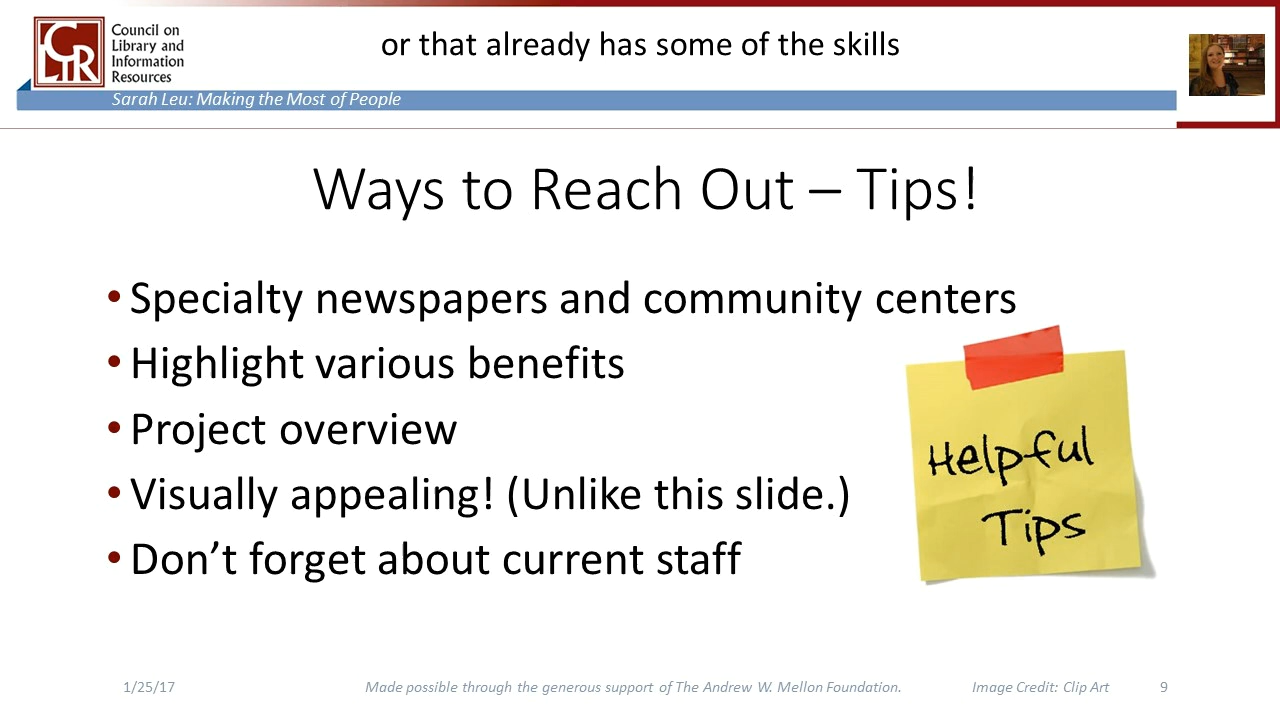 CLIR
Council on
Library and
Information
Resources
or that already has some of the skills
Sarah Leu: Making the Most of People
Ways to Reach Out – Tips!
• Specialty newspapers and community centers
• Highlight various benefits
• Project overview
• Visually appealing! (Unlike this slide.)
• Don’t forget about current staff
Helpful
Tips
1/25/17 Made possible through the generous support of The Andrew W. Mellon Foundation. Image Credit: Clip Art 9